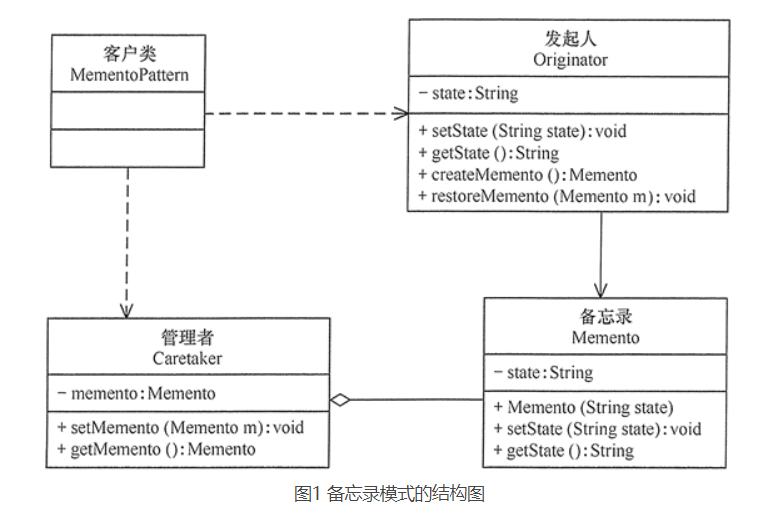 客户类
MementoPattern
发起人
Originator
− state:String
+ setState (String state):void
+ getState ():String
+ createMemento ():Memento
+ restoreMemento (Memento m):void
管理者
Caretaker
− memento:Memento
+ setMemento (Memento m):void
+ getMemento ():Memento
备忘录
Memento
− state:String
+ Memento (String state)
+ setState (String state):void
+ getState ():String
图1 备忘录模式的结构图